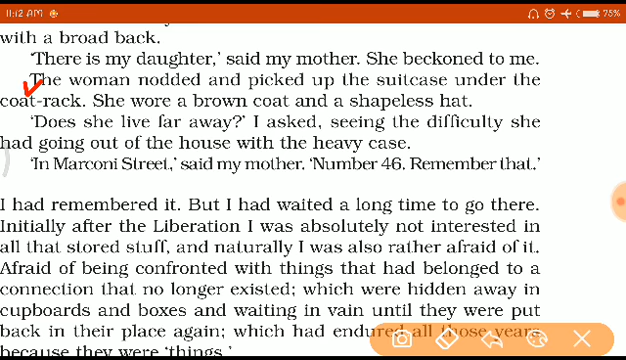 11:12 AM
75%
with a broad back.
'There is my daughter,' said my mother. She beckoned to me.
The woman nodded and picked up the suitcase under the
coat-rack. She wore a brown coat and a shapeless hat.
'Does she live far away?' I asked, seeing the difficulty she
had going out of the house with the heavy case.
'In Marconi Street,' said my mother. 'Number 46. Remember that.'
I had remembered it. But I had waited a long time to go there.
Initially after the Liberation I was absolutely not interested in
all that stored stuff, and naturally I was also rather afraid of it.
Afraid of being confronted with things that had belonged to a
connection that no longer existed; which were hidden away in
cupboards and boxes and waiting in vain until they were put
back in their place again; which had endured all those years
because they were 'things.'